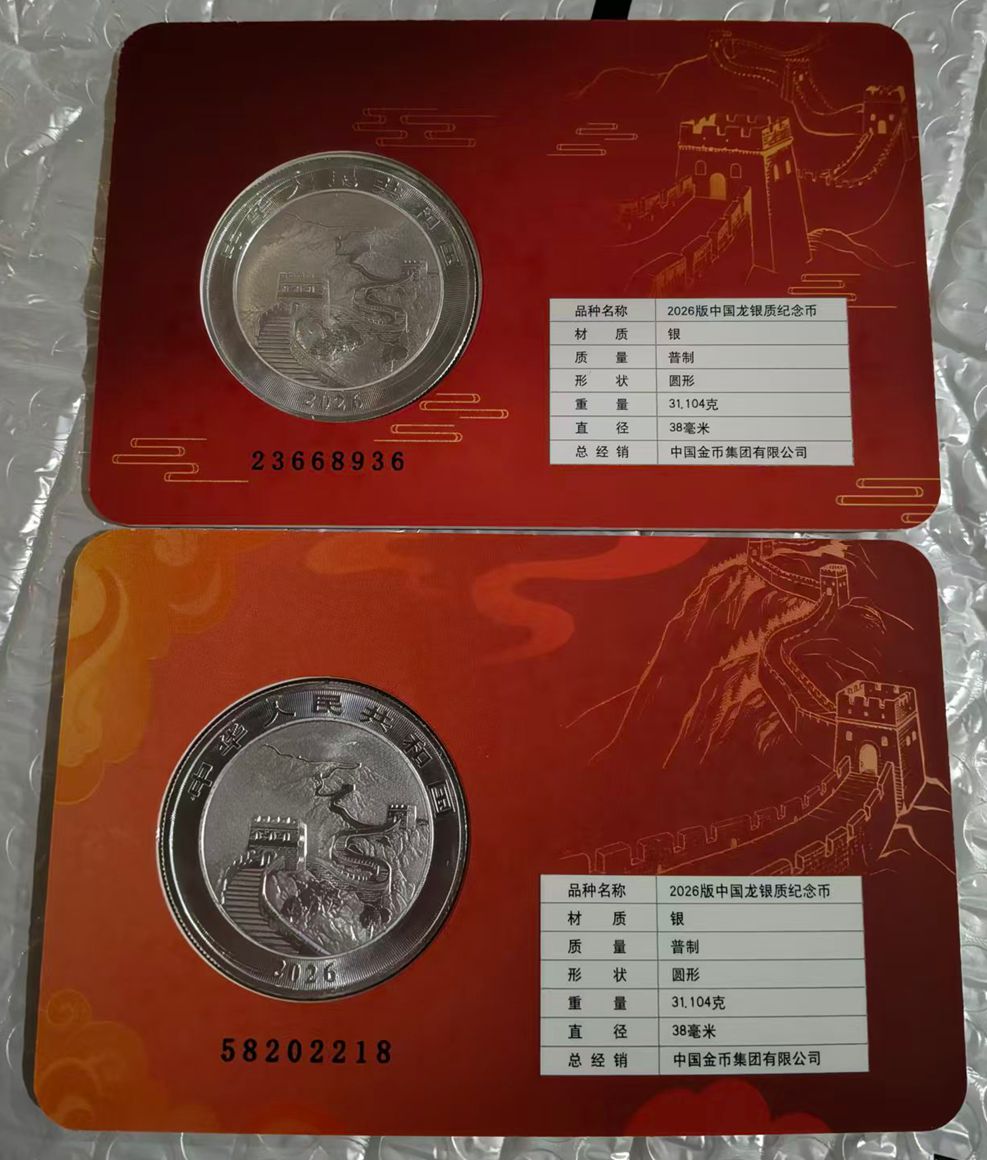 中华人民共和国
2026
23668936
品种名称 2026版中国龙银质纪念币
材 质 银
质 量 普制
形 状 圆形
重 量 31.104克
直 径 38毫米
总 经 销 中国金币集团有限公司
中华人民共和国
2026
58202218
品种名称 2026版中国龙银质纪念币
材 质 银
质 量 普制
形 状 圆形
重 量 31.104克
直 径 38毫米
总 经 销 中国金币集团有限公司